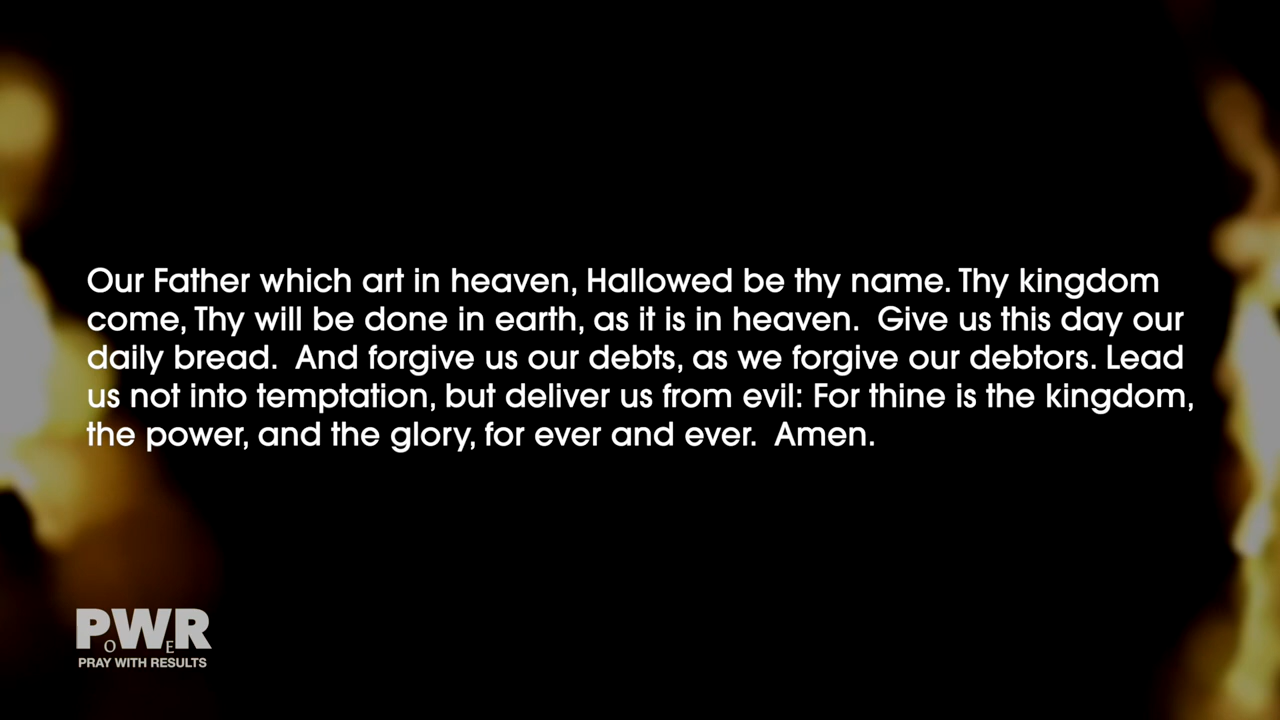 Our Father which art in heaven, Hallowed be thy name. Thy kingdom
come, Thy will be done in earth, as it is in heaven.  Give us this day our
daily bread.  And forgive us our debts, as we forgive our debtors. Lead
us not into temptation, but deliver us from evil: For thine is the kingdom,
the power, and the glory, for ever and ever.  Amen.
PoWER
PRAY WITH RESULTS